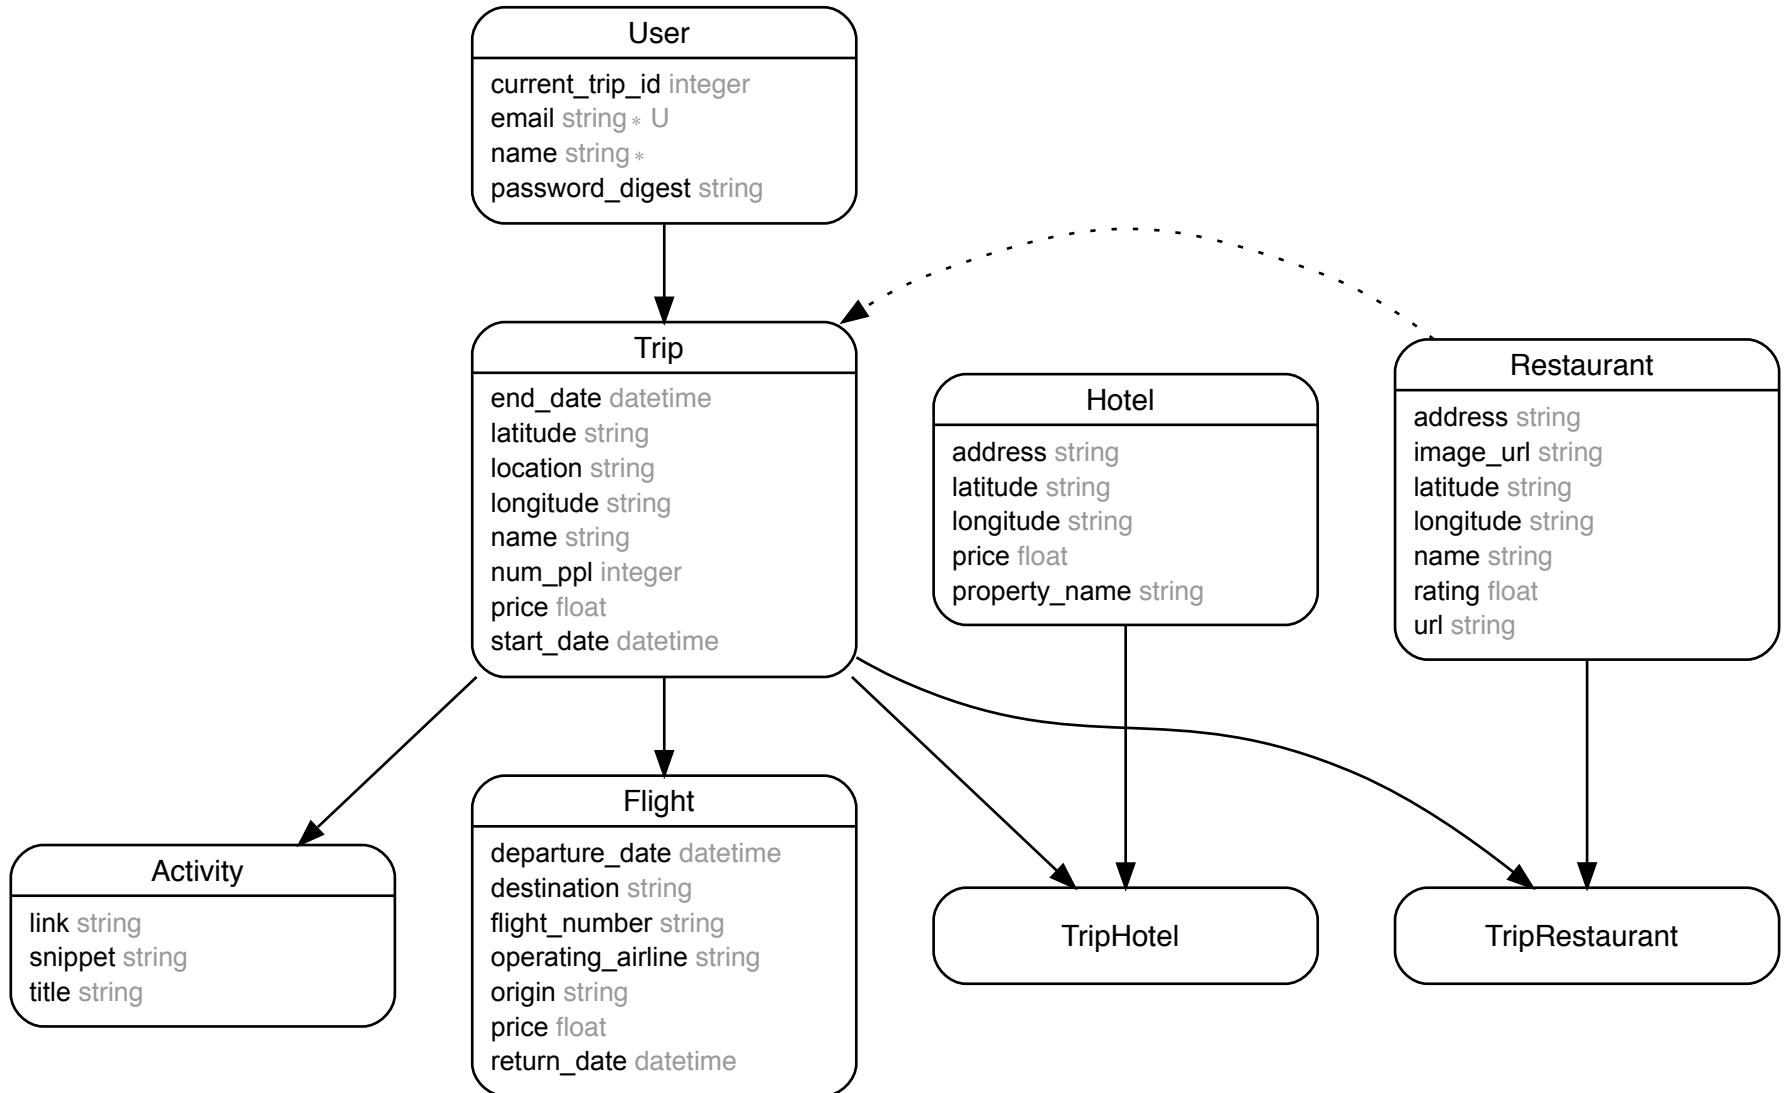 User
current_trip_id integer
email string * U
name string *
password_digest string
Trip
end_date datetime
latitude string
location string
longitude string
name string
num_ppl integer
price float
start_date datetime
Hotel
address string
latitude string
longitude string
price float
property_name string
Restaurant
address string
image_url string
latitude string
longitude string
name string
rating float
url string
Activity
link string
snippet string
title string
Flight
departure_date datetime
destination string
flight_number string
operating_airline string
origin string
price float
return_date datetime
TripHotel
TripRestaurant